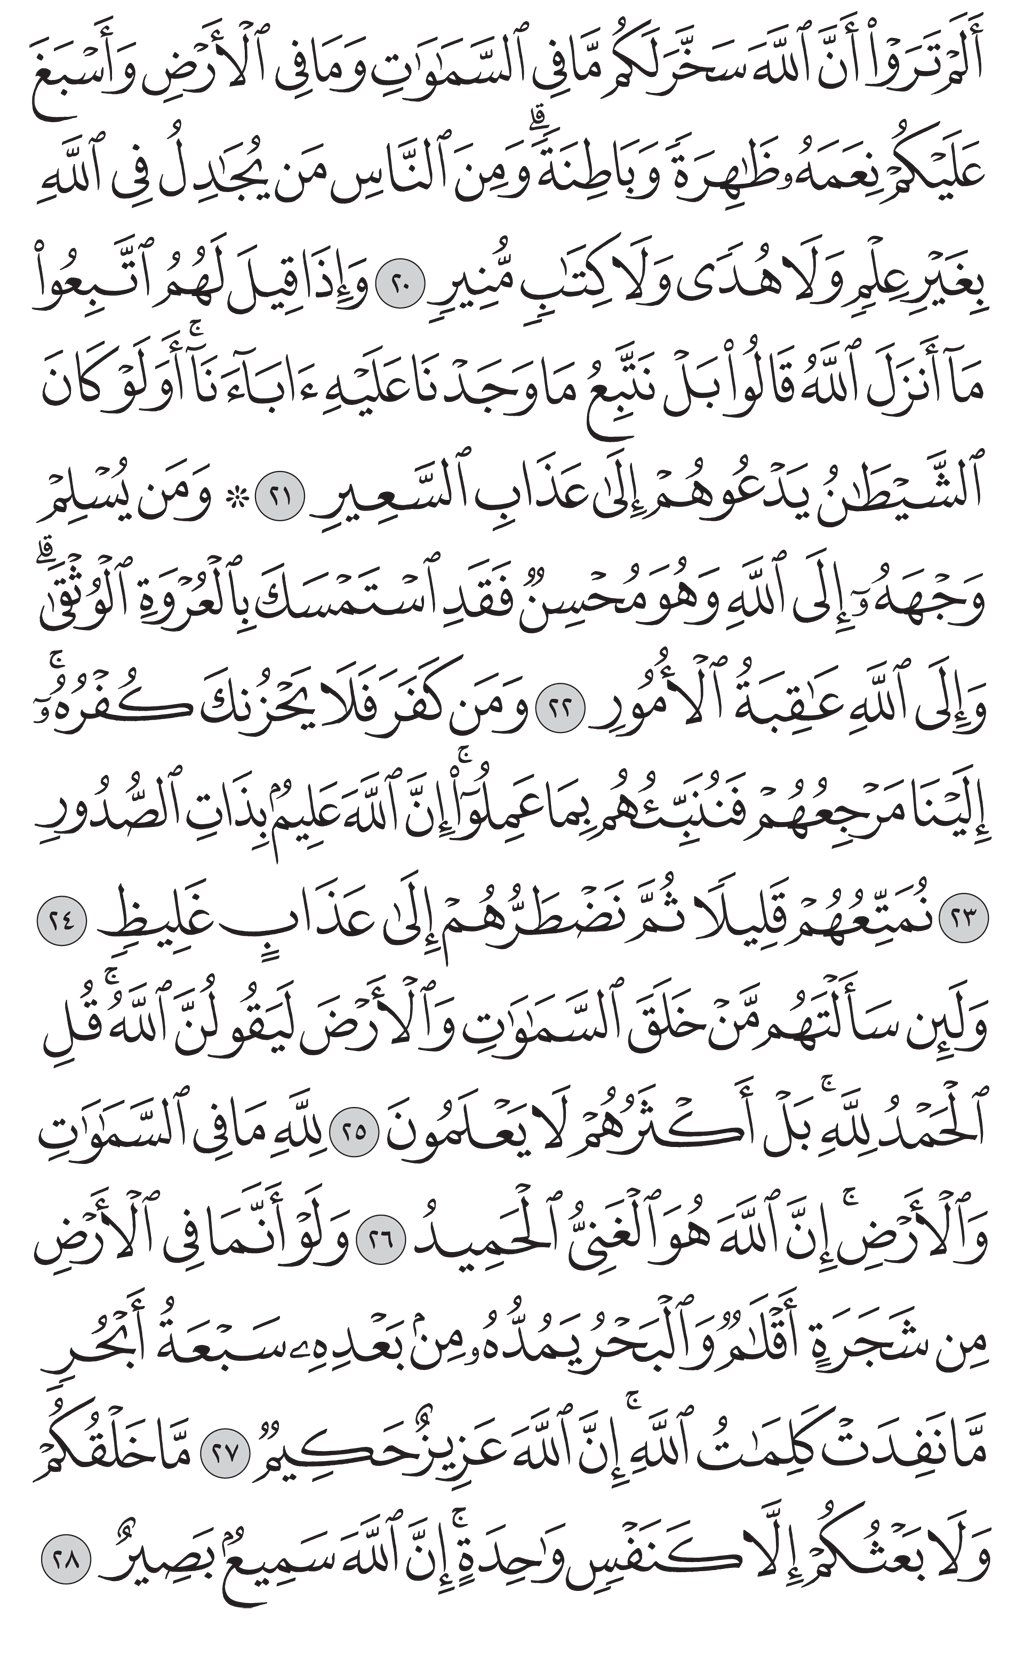 أَلَمْ تَرَوْا۟ أَنَّ ٱللَّهَ سَخَّرَ لَكُم مَّا فِى ٱلسَّمَـٰوَٰتِ وَمَا فِى ٱلْأَرْضِ وَأَسْبَغَ
عَلَيْكُمْ نِعَمَهُۥ ظَـٰهِرَةً وَبَاطِنَةً ۗ وَمِنَ ٱلنَّاسِ مَن يُجَـٰدِلُ فِى ٱللَّهِ
بِغَيْرِ عِلْمٍ وَلَا هُدًى وَلَا كِتَـٰبٍ مُّنِيرٍ ٢٠ وَإِذَا قِيلَ لَهُمُ ٱتَّبِعُوا۟
مَآ أَنزَلَ ٱللَّهُ قَالُوا۟ بَلْ نَتَّبِعُ مَا وَجَدْنَا عَلَيْهِ ءَابَآءَنَآ ۚ أَوَلَوْ كَانَ
ٱلشَّيْطَـٰنُ يَدْعُوهُمْ إِلَىٰ عَذَابِ ٱلسَّعِيرِ ٢١ * وَمَن يُسْلِمْ
وَجْهَهُۥٓ إِلَى ٱللَّهِ وَهُوَ مُحْسِنٌ فَقَدِ ٱسْتَمْسَكَ بِٱلْعُرْوَةِ ٱلْوُثْقَىٰ ۗ
وَإِلَى ٱللَّهِ عَـٰقِبَةُ ٱلْأُمُورِ ٢٢ وَمَن كَفَرَ فَلَا يَحْزُنكَ كُفْرُهُۥٓ ۚ
إِلَيْنَا مَرْجِعُهُمْ فَنُنَبِّئُهُم بِمَا عَمِلُوٓا۟ ۚ إِنَّ ٱللَّهَ عَلِيمٌۢ بِذَاتِ ٱلصُّدُورِ
٢٣ نُمَتِّعُهُمْ قَلِيلًا ثُمَّ نَضْطَرُّهُمْ إِلَىٰ عَذَابٍ غَلِيظٍ ٢٤
وَلَئِن سَأَلْتَهُم مَّنْ خَلَقَ ٱلسَّمَـٰوَٰتِ وَٱلْأَرْضَ لَيَقُولُنَّ ٱللَّهُ ۚ قُلِ
ٱلْحَمْدُ لِلَّهِ ۚ بَلْ أَكْثَرُهُمْ لَا يَعْلَمُونَ ٢٥ لِلَّهِ مَا فِى ٱلسَّمَـٰوَٰتِ
وَٱلْأَرْضِ ۚ إِنَّ ٱللَّهَ هُوَ ٱلْغَنِىُّ ٱلْحَمِيدُ ٢٦ وَلَوْ أَنَّمَا فِى ٱلْأَرْضِ
مِن شَجَرَةٍ أَقْلَـٰمٌ وَٱلْبَحْرُ يَمُدُّهُۥ مِنۢ بَعْدِهِۦ سَبْعَةُ أَبْحُرٍ
مَّا نَفِدَتْ كَلِمَـٰتُ ٱللَّهِ ۚ إِنَّ ٱللَّهَ عَزِيزٌ حَكِيمٌ ٢٧ مَّا خَلْقُكُمْ
وَلَا بَعْثُكُمْ إِلَّا كَنَفْسٍ وَٰحِدَةٍ ۗ إِنَّ ٱللَّهَ سَمِيعٌۢ بَصِيرٌ ٢٨